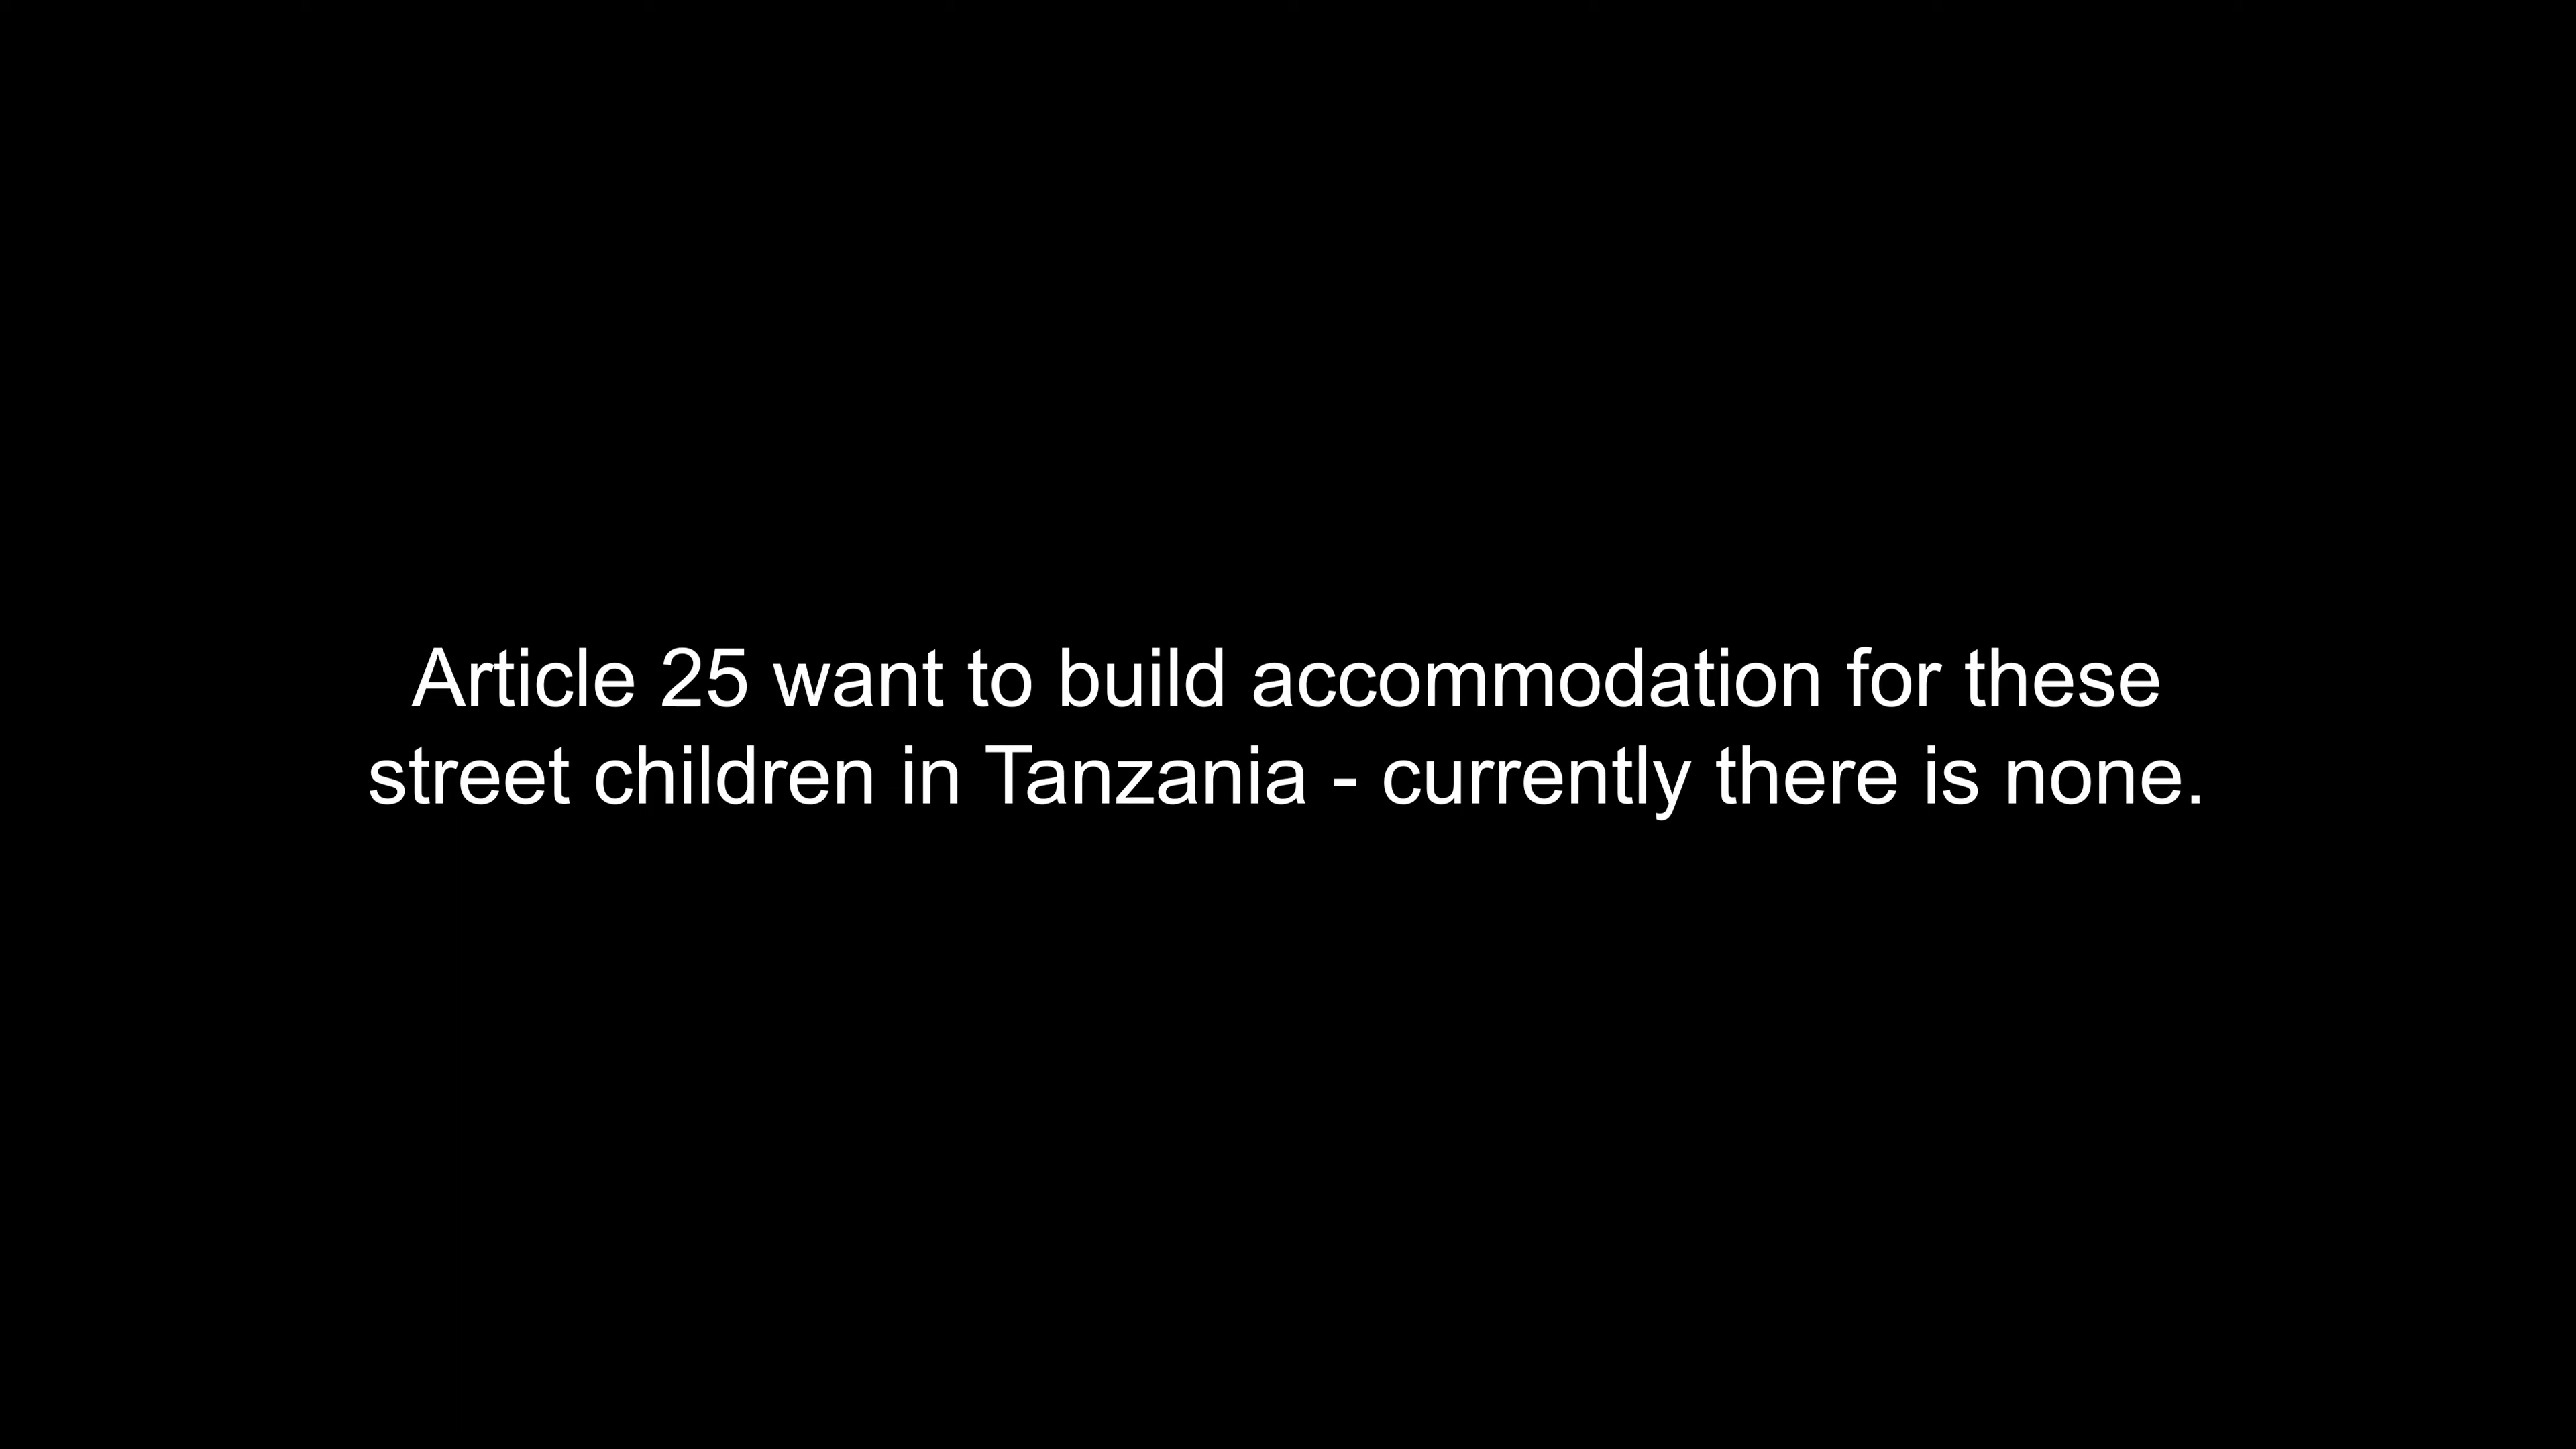 Article 25 want to build accommodation for these
street children in Tanzania - currently there is none.